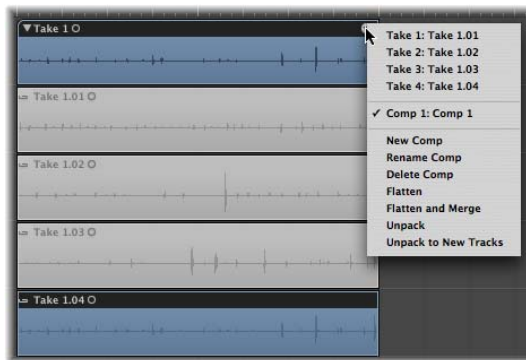 Take 1
Take 1.01
Take 1.02
Take 1.03
Take 1.04
Take 1: Take 1.01
Take 2: Take 1.02
Take 3: Take 1.03
Take 4: Take 1.04
✓ Comp 1: Comp 1
New Comp
Rename Comp
Delete Comp
Flatten
Flatten and Merge
Unpack
Unpack to New Tracks